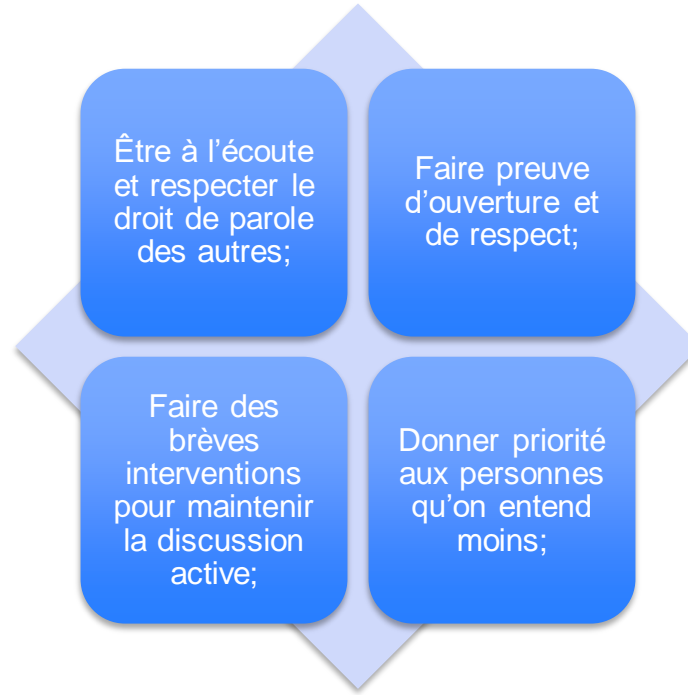 Être à l’écoute
et respecter le
droit de parole
des autres;
Faire preuve
d’ouverture et
de respect;
Faire des
brèves
interventions
pour maintenir
la discussion
active;
Donner priorité
aux personnes
qu’on entend
moins;